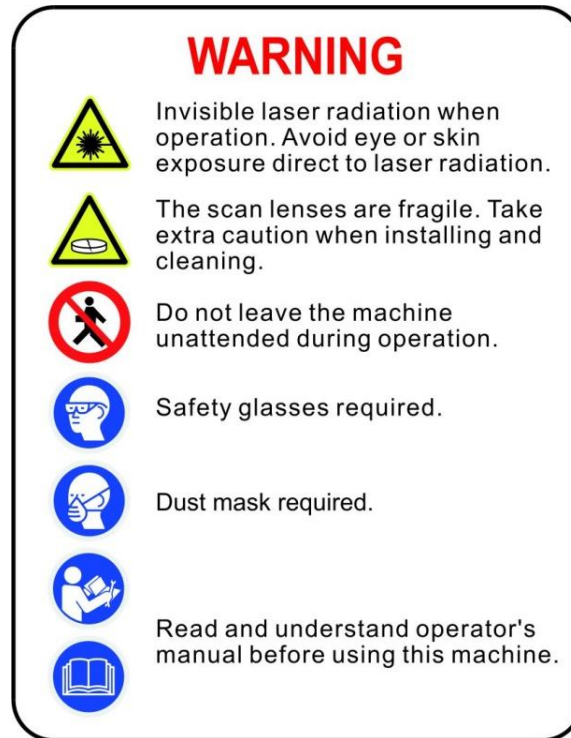 WARNING
Invisible laser radiation when
operation. Avoid eye or skin
exposure direct to laser radiation.
The scan lenses are fragile. Take
extra caution when installing and
cleaning.
Do not leave the machine
unattended during operation.
Safety glasses required.
Dust mask required.
Read and understand operator's
manual before using this machine.